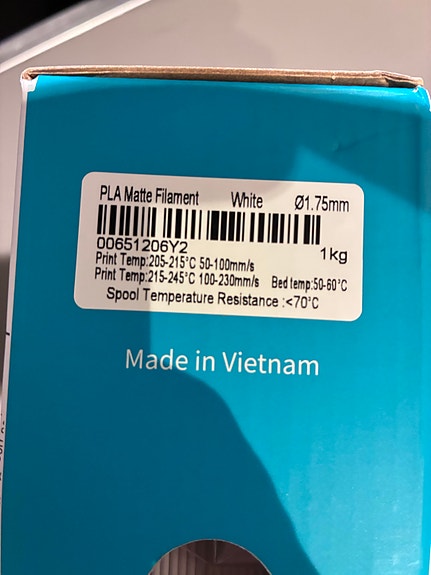 PLA Matte Filament White Ø1.75mm
00651206Y2 1kg
Print Temp:205-215°C 50-100mm/s
Print Temp:215-245°C 100-230mm/s Bed temp:50-60°C
Spool Temperature Resistance :<70°C
Made in Vietnam